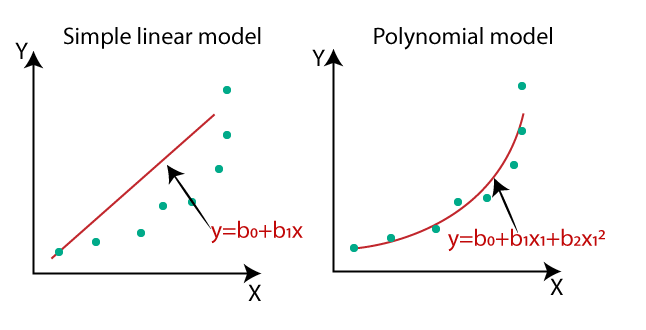 Simple linear model
Y
y=b₀+b₁x
X
Polynomial model
Y
y=b₀+b₁x₁+b₂x₁²
X